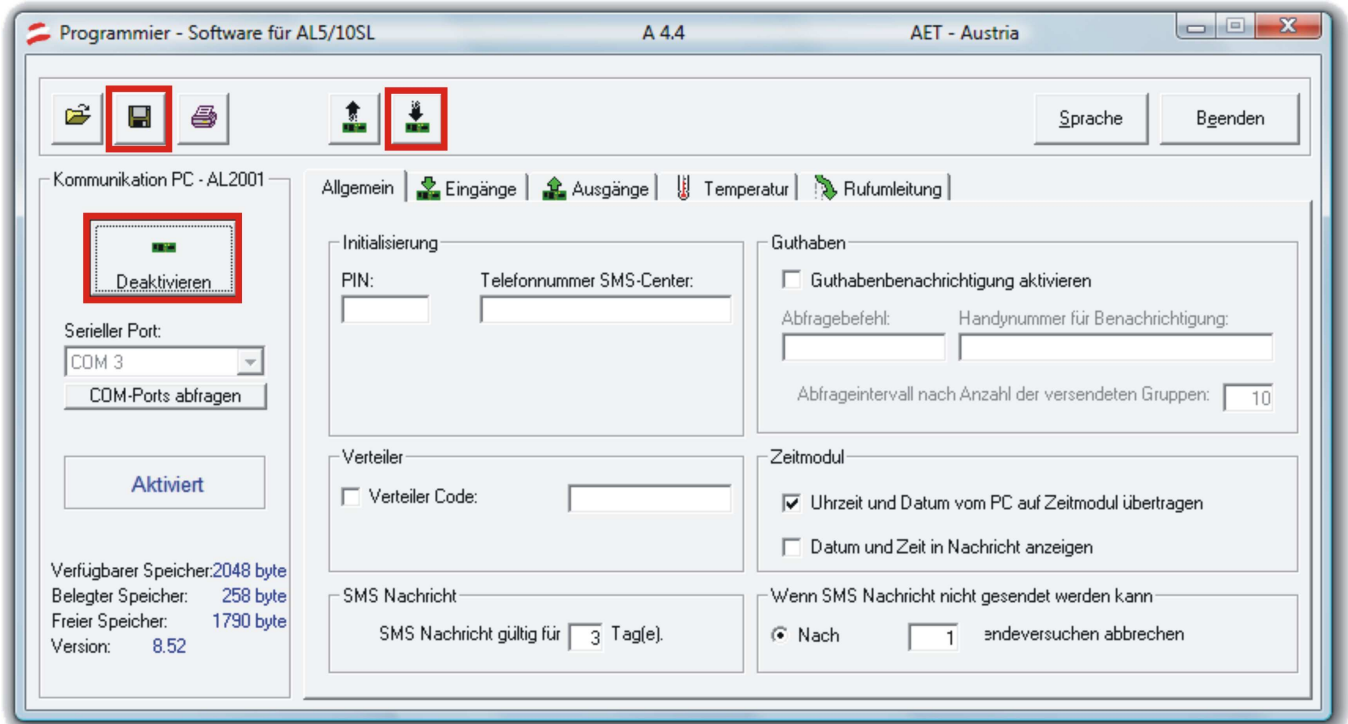 Programmier - Software für AL5/10SL A 4.4 AET - Austria
Sprache Beenden
Kommunikation PC - AL2001
Deaktivieren
Serieller Port:
COM 3
COM-Ports abfragen
Aktiviert
Verfügbarer Speicher:2048 byte
Belegter Speicher: 258 byte
Freier Speicher: 1790 byte
Version: 8.52
Allgemein Eingänge Ausgänge Temperatur Rufumleitung
Initialisierung
PIN: Telefonnummer SMS-Center:
Guthaben
Guthabenbenachrichtigung aktivieren
Abfragebefehl: Handynummer für Benachrichtigung:
Abfrageintervall nach Anzahl der versendeten Gruppen: 10
Verteiler
Verteiler Code:
Zeitmodul
Uhrzeit und Datum vom PC auf Zeitmodul übertragen
Datum und Zeit in Nachricht anzeigen
SMS Nachricht
SMS Nachricht gültig für 3 Tag(e).
Wenn SMS Nachricht nicht gesendet werden kann
Nach 1 endeversuchen abbrechen